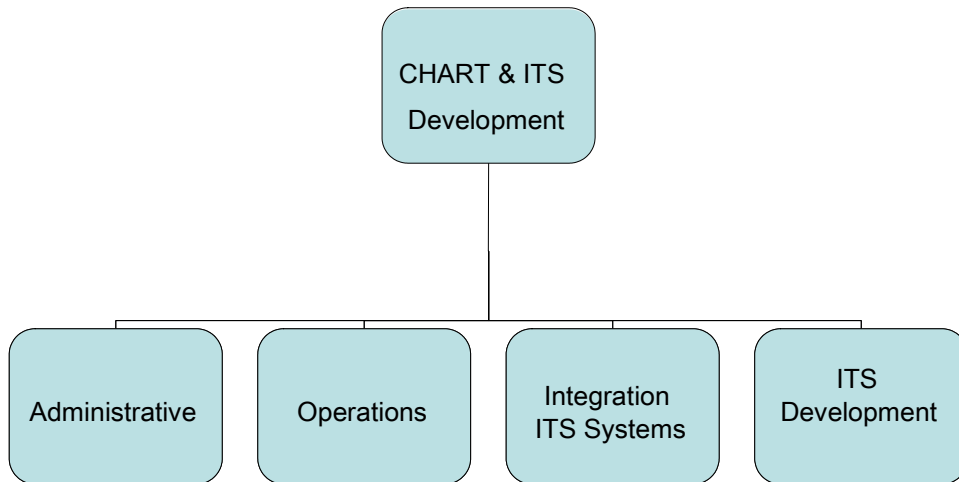 CHART & ITS
Development
Administrative
Operations
Integration
ITS Systems
ITS
Development